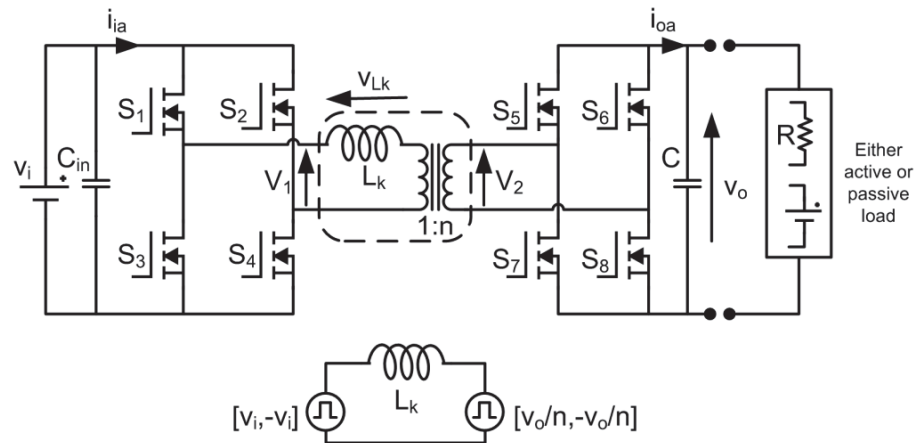 i_ia
i_oa
v_Lk
S_1
S_2
S_5
S_6
v_i
+
C_in
V_1
L_k
V_2
C
v_o
R
Either
active or
passive
load
1:n
S_3
S_4
S_7
S_8
L_k
[v_i,-v_i]
[v_o/n,-v_o/n]